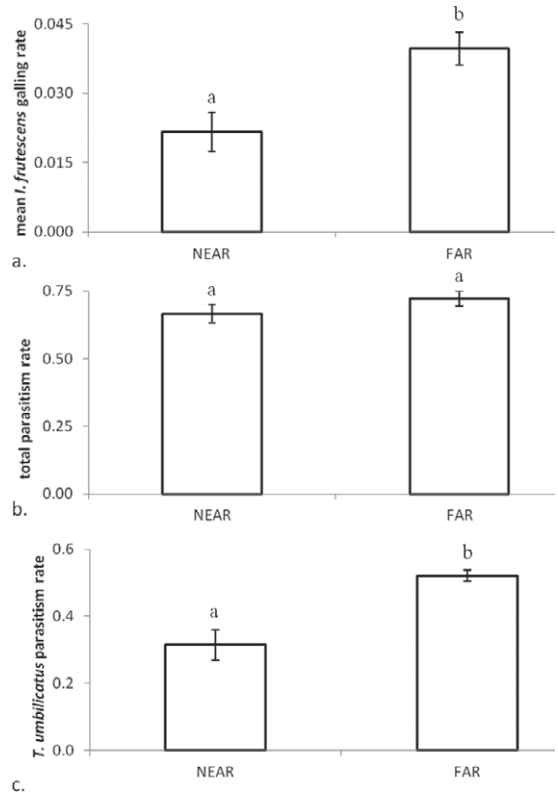 mean I. frutescens galling rate
0.045
0.030
0.015
0.000
a
b
NEAR
FAR
a.
total parasitism rate
0.75
0.50
0.25
0.00
a
a
NEAR
FAR
b.
T. umbilicatus parasitism rate
0.6
0.4
0.2
0.0
a
b
NEAR
FAR
c.